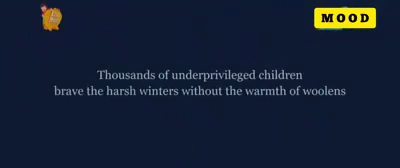 MOOD
Thousands of underprivileged children
brave the harsh winters without the warmth of woolens